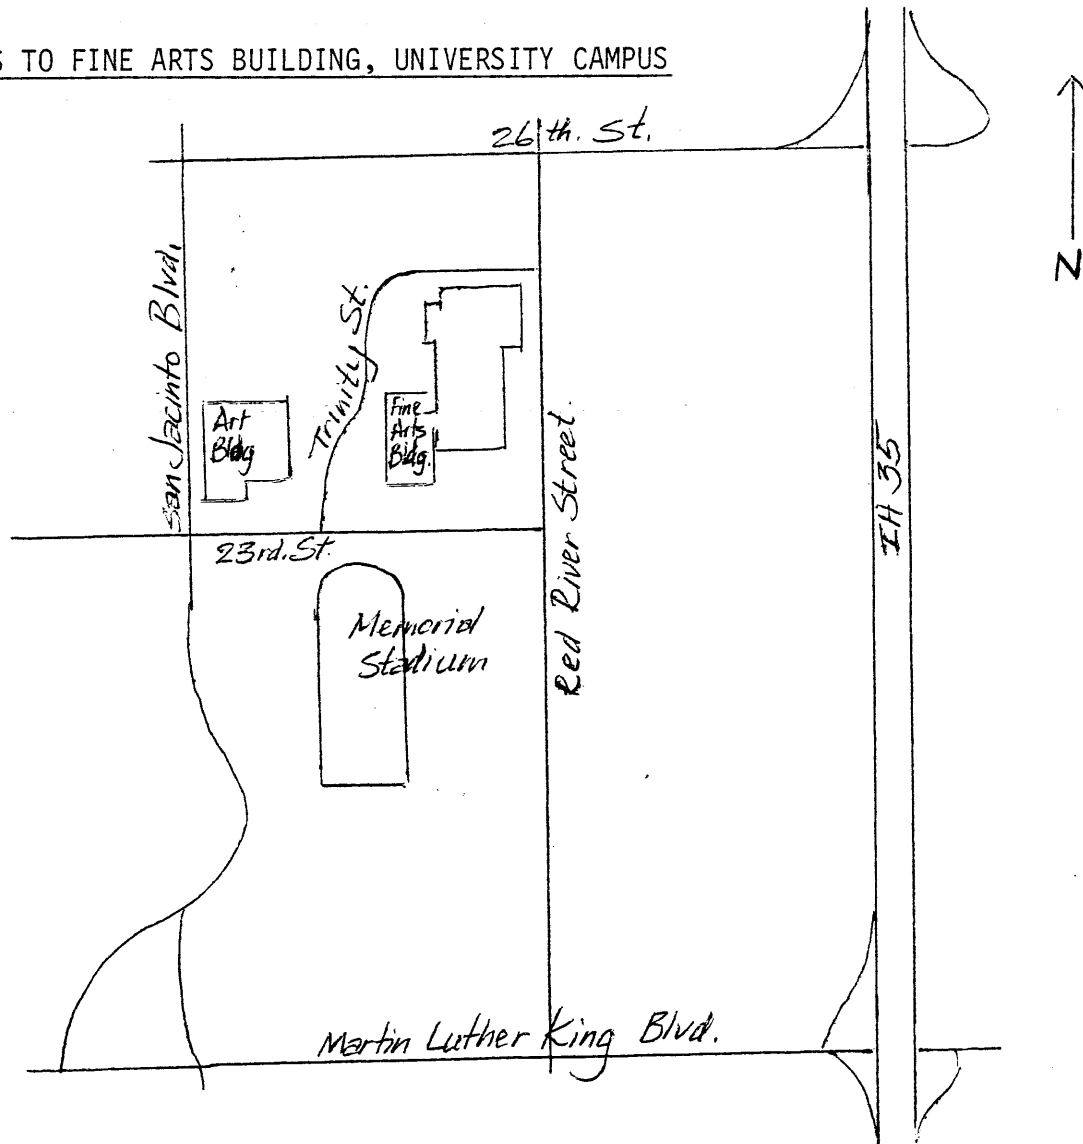 S TO FINE ARTS BUILDING, UNIVERSITY CAMPUS
26th. St.
San Jacinto Blvd.
Trinity St.
N
Art
Bldg
Fine
Arts
Bldg.
23rd. St.
Red River Street.
IH 35
Memorial
Stadium
Martin Luther King Blvd.